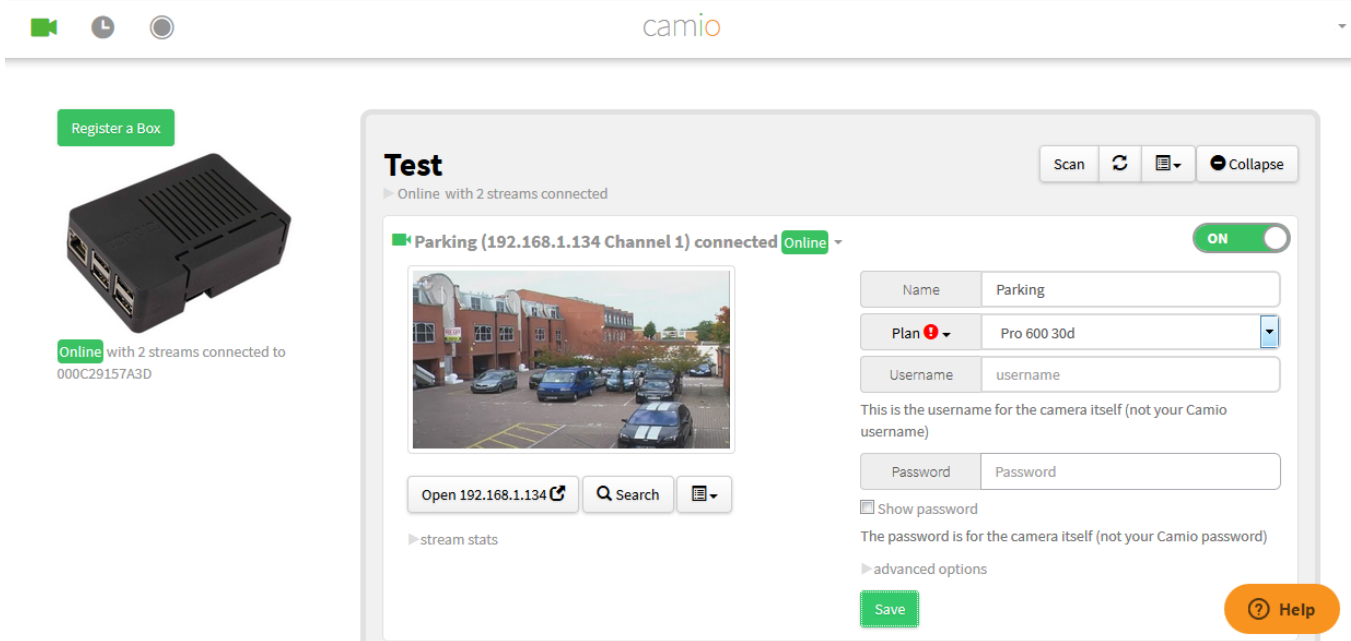 camio
Register a Box
Online with 2 streams connected to
000C29157A3D
Test
Online with 2 streams connected
Scan
Collapse
Parking (192.168.1.134 Channel 1) connected Online
ON
Open 192.168.1.134
Search
stream stats
Name Parking
Plan Pro 600 30d
Username username
This is the username for the camera itself (not your Camio
username)
Password Password
Show password
The password is for the camera itself (not your Camio password)
advanced options
Save
Help